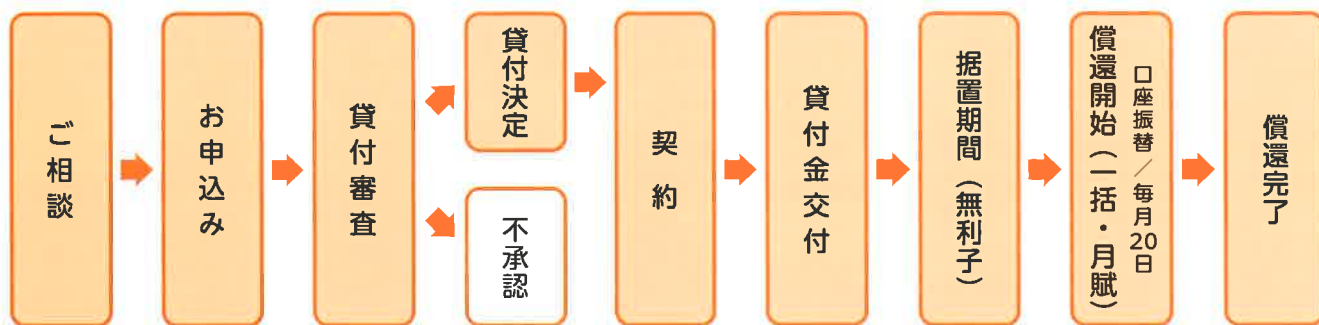 ご相談
お申込み
貸付審査
貸付決定
不承認
契約
貸付金交付
据置期間（無利子）
償還開始（一括・月賦）
口座振替／毎月20日
償還完了